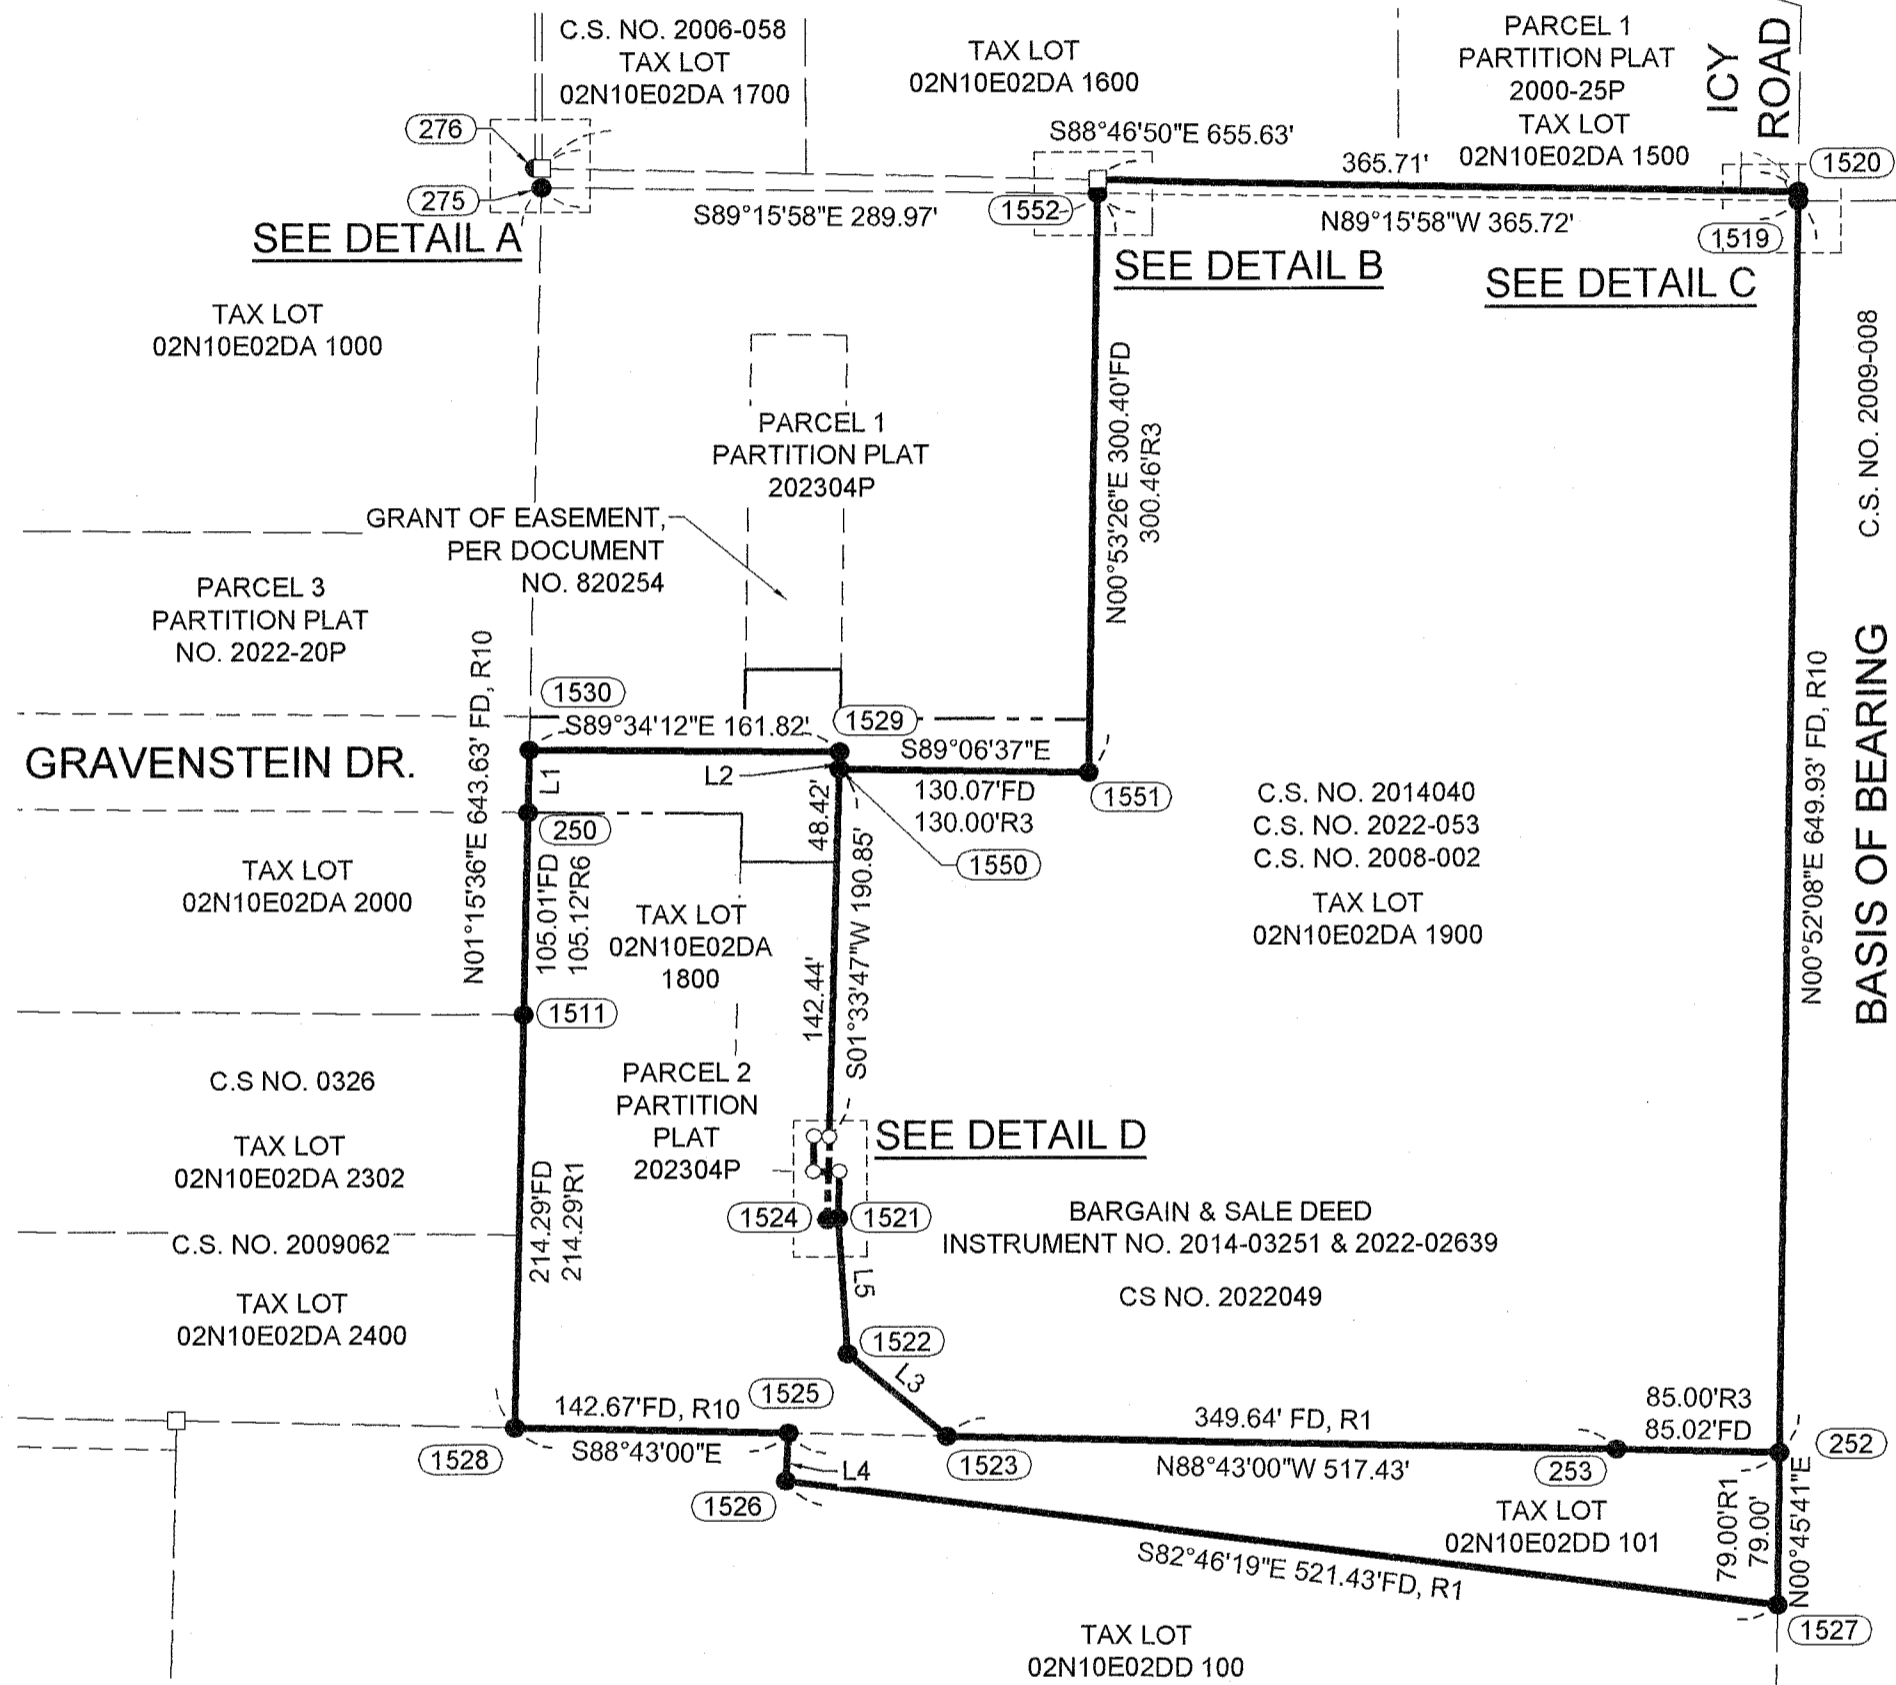 C.S. NO. 2006-058
TAX LOT
02N10E02DA 1700
TAX LOT
02N10E02DA 1600
PARCEL 1
PARTITION PLAT
2000-25P
TAX LOT
02N10E02DA 1500
ICY
ROAD
276
275
S88°46'50"E 655.63'
365.71'
1520
S89°15'58"E 289.97'
1552
N89°15'58"W 365.72'
1519
SEE DETAIL A
SEE DETAIL B
SEE DETAIL C
TAX LOT
02N10E02DA 1000
C.S. NO. 2009-008
N00°53'26"E 300.40'FD
300.46'R3
PARCEL 1
PARTITION PLAT
202304P
GRANT OF EASEMENT,
PER DOCUMENT
NO. 820254
PARCEL 3
PARTITION PLAT
NO. 2022-20P
N01°15'36"E 643.63' FD, R10
N00°52'08"E 649.93' FD, R10
BASIS OF BEARING
1530
S89°34'12"E 161.82'
1529
GRAVENSTEIN DR.
L1
L2
S89°06'37"E
130.07'FD
130.00'R3
1551
48.42'
250
1550
C.S. NO. 2014040
C.S. NO. 2022-053
C.S. NO. 2008-002
TAX LOT
02N10E02DA 1900
TAX LOT
02N10E02DA 2000
105.01'FD
105.12'R6
TAX LOT
02N10E02DA
1800
142.44'
S01°33'47"W 190.85'
1511
C.S NO. 0326
PARCEL 2
PARTITION
PLAT
202304P
SEE DETAIL D
TAX LOT
02N10E02DA 2302
214.29'FD
214.29'R1
1524
1521
BARGAIN & SALE DEED
INSTRUMENT NO. 2014-03251 & 2022-02639
C.S. NO. 2009062
CS NO. 2022049
L5
TAX LOT
02N10E02DA 2400
1522
L3
1525
142.67'FD, R10
S88°43'00"E
1528
349.64' FD, R1
85.00'R3
85.02'FD
252
L4
1523
N88°43'00"W 517.43'
253
1526
TAX LOT
02N10E02DD 101
79.00'R1
79.00'
N00°45'41"E
S82°46'19"E 521.43'FD, R1
1527
TAX LOT
02N10E02DD 100